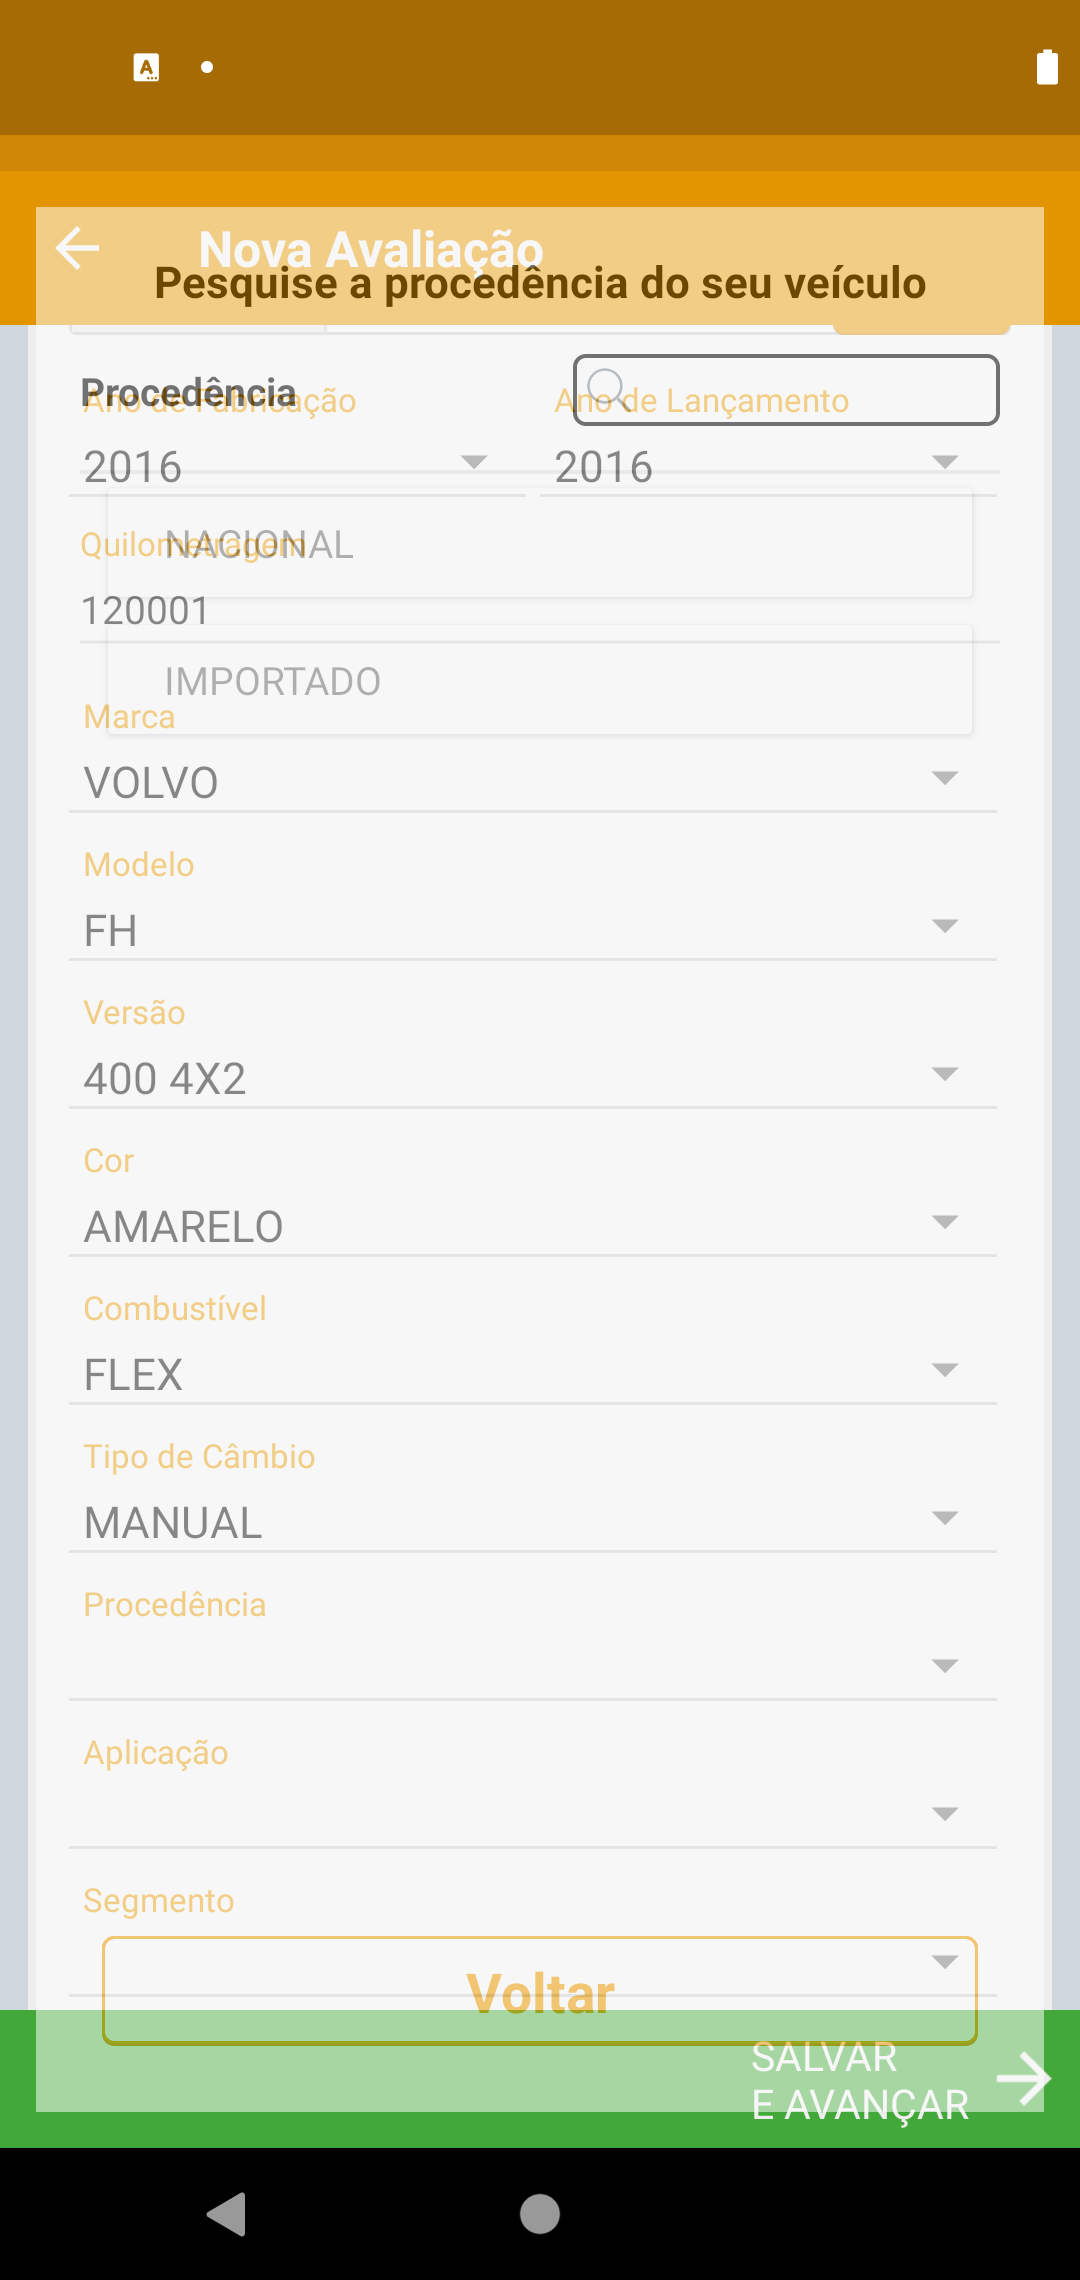 Nova Avaliação
Pesquise a procedência do seu veículo
Procedência
Ano de Fabricação
Ano de Lançamento
2016
2016
Quilometragem
NACIONAL
120001
IMPORTADO
Marca
VOLVO
Modelo
FH
Versão
400 4X2
Cor
AMARELO
Combustível
FLEX
Tipo de Câmbio
MANUAL
Procedência
Aplicação
Segmento
Voltar
SALVAR
E AVANÇAR